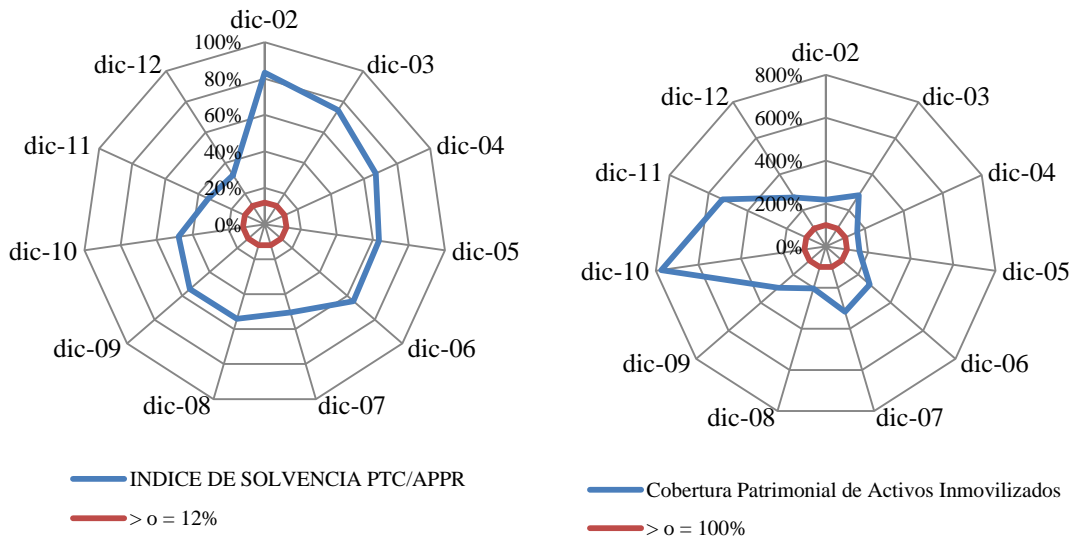 dic-02
dic-03
dic-04
dic-05
dic-06
dic-07
dic-08
dic-09
dic-10
dic-11
dic-12
100%
80%
60%
40%
20%
0%
INDICE DE SOLVENCIA PTC/APPR
> o = 12%
dic-02
dic-03
dic-04
dic-05
dic-06
dic-07
dic-08
dic-09
dic-10
dic-11
dic-12
800%
600%
400%
200%
0%
Cobertura Patrimonial de Activos Inmovilizados
> o = 100%